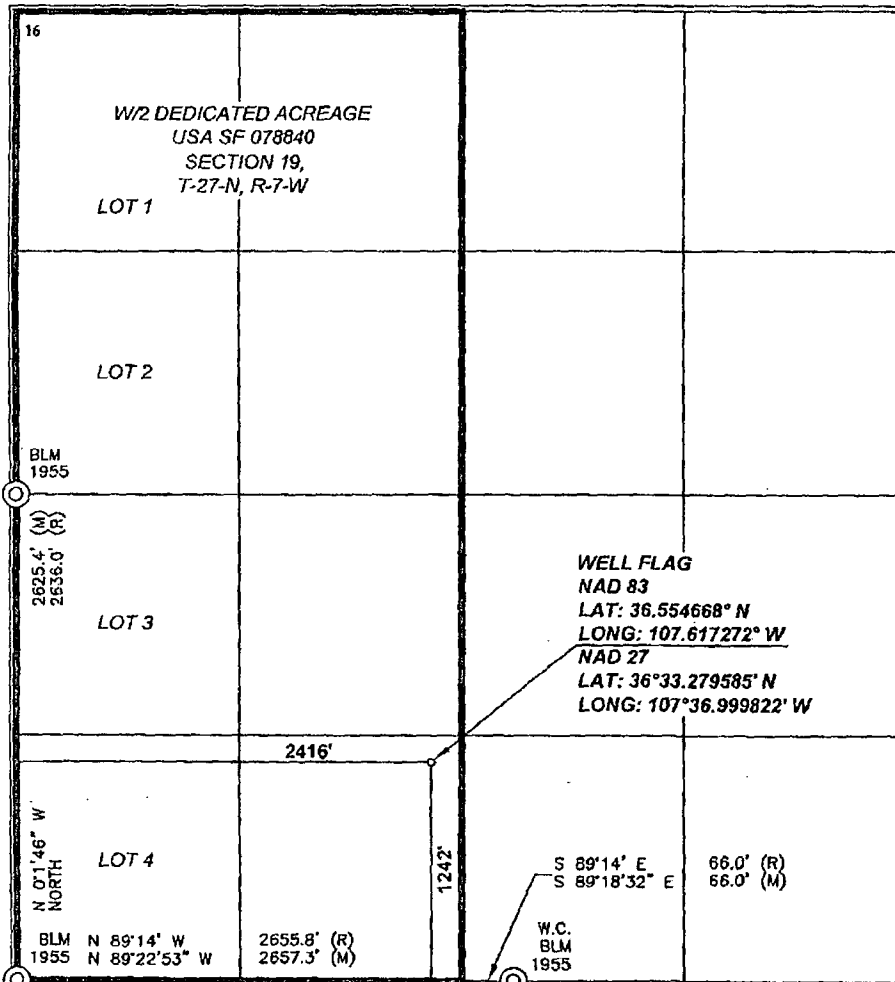 16
W/2 DEDICATED ACREAGE
USA SF 078840
SECTION 19,
T-27-N, R-7-W
LOT 1
LOT 2
BLM
1955
2625.4' (M)
2636.0' (R)
LOT 3
WELL FLAG
NAD 83
LAT: 36.554668° N
LONG: 107.617272° W
NAD 27
LAT: 36°33.279585' N
LONG: 107°36.999822' W
2416'
1242'
N 0°1'46" W
NORTH
LOT 4
S 89°14' E 66.0' (R)
S 89°18'32" E 66.0' (M)
W.C.
BLM
1955
BLM N 89°14' W 2655.8' (R)
1955 N 89°22'53" W 2657.3' (M)